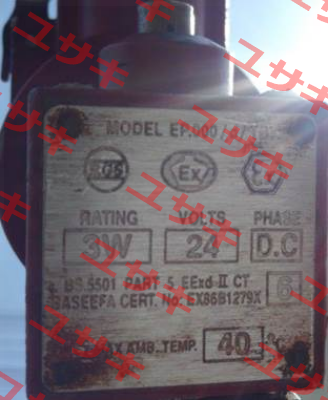 MODEL EP.000
Ex
RATING VOLTS PHASE
3W 24 D.C
BS 5501 PART 5 EExd II CT 6
BASEEFA CERT. No. EX86B1279X
MAX AMB. TEMP. 40 °C
ユサキ